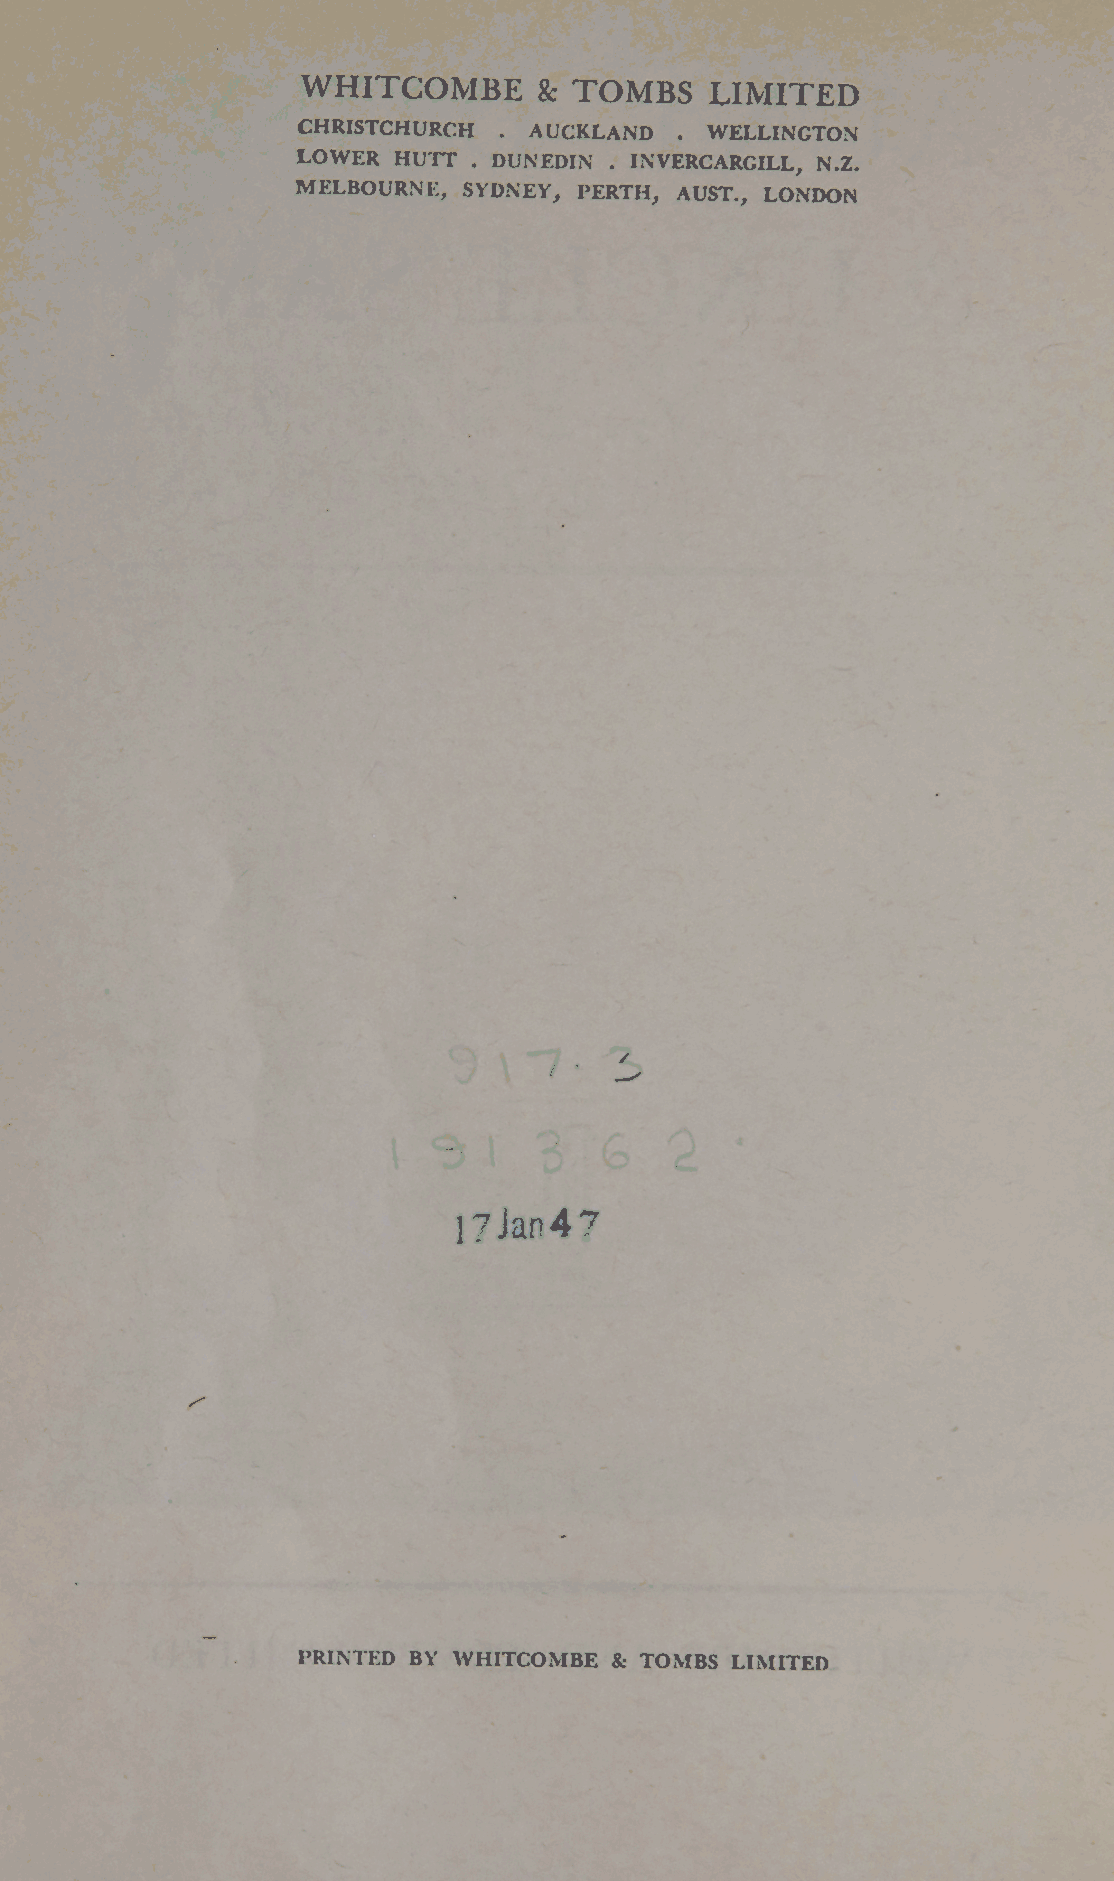 WHITCOMBE & TOMBS LIMITED
CHRISTCHURCH . AUCKLAND . WELLINGTON
LOWER HUTT . DUNEDIN . INVERCARGILL, N.Z.
MELBOURNE, SYDNEY, PERTH, AUST., LONDON
917.3
191362
17 Jan 47
PRINTED BY WHITCOMBE & TOMBS LIMITED